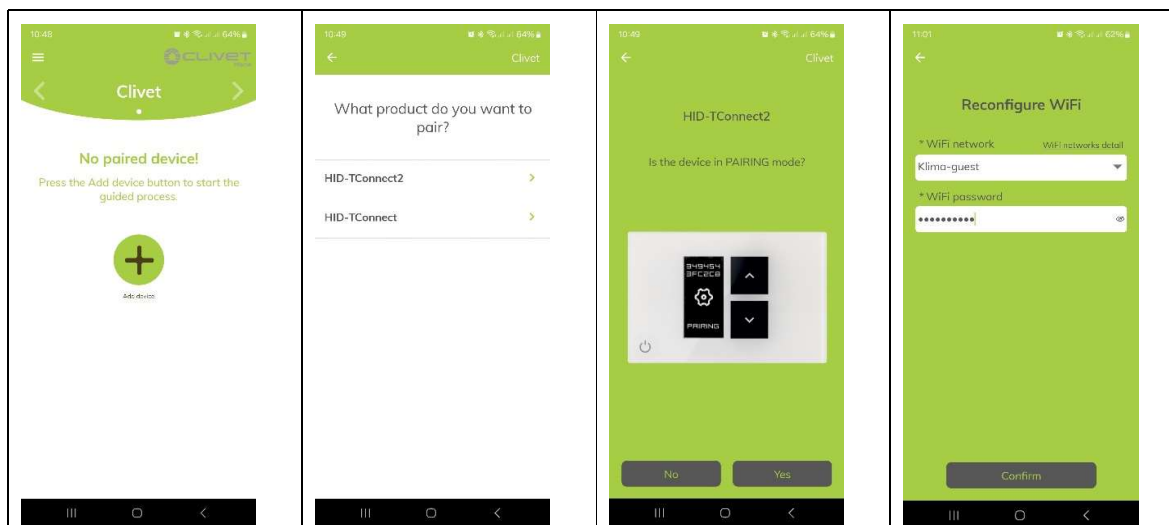 10:48
64%
CLIVET
Clivet
No paired device!
Press the Add device button to start the
guided process.
Add device
10:49
64%
Clivet
What product do you want to
pair?
HID-TConnect2
HID-TConnect
10:49
64%
Clivet
HID-TConnect2
Is the device in PAIRING mode?
349454
3FC2C8
PAIRING
No
Yes
11:01
62%
Reconfigure WiFi
* WiFi network
WiFi networks detail
Klima-guest
* WiFi password
••••••••••
Confirm